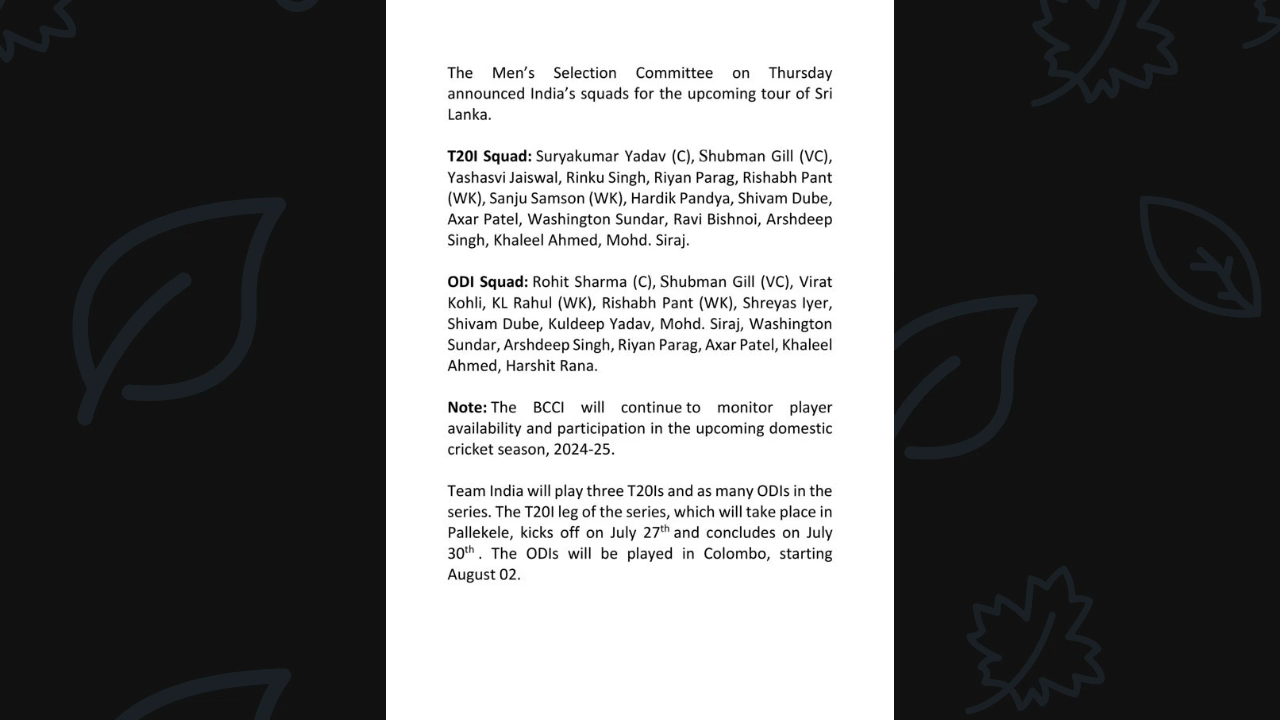 The Men’s Selection Committee on Thursday
announced India’s squads for the upcoming tour of Sri
Lanka.
T20I Squad: Suryakumar Yadav (C), Shubman Gill (VC),
Yashasvi Jaiswal, Rinku Singh, Riyan Parag, Rishabh Pant
(WK), Sanju Samson (WK), Hardik Pandya, Shivam Dube,
Axar Patel, Washington Sundar, Ravi Bishnoi, Arshdeep
Singh, Khaleel Ahmed, Mohd. Siraj.
ODI Squad: Rohit Sharma (C), Shubman Gill (VC), Virat
Kohli, KL Rahul (WK), Rishabh Pant (WK), Shreyas Iyer,
Shivam Dube, Kuldeep Yadav, Mohd. Siraj, Washington
Sundar, Arshdeep Singh, Riyan Parag, Axar Patel, Khaleel
Ahmed, Harshit Rana.
Note: The BCCI will continue to monitor player
availability and participation in the upcoming domestic
cricket season, 2024-25.
Team India will play three T20Is and as many ODIs in the
series. The T20I leg of the series, which will take place in
Pallekele, kicks off on July 27th and concludes on July
30th . The ODIs will be played in Colombo, starting
August 02.